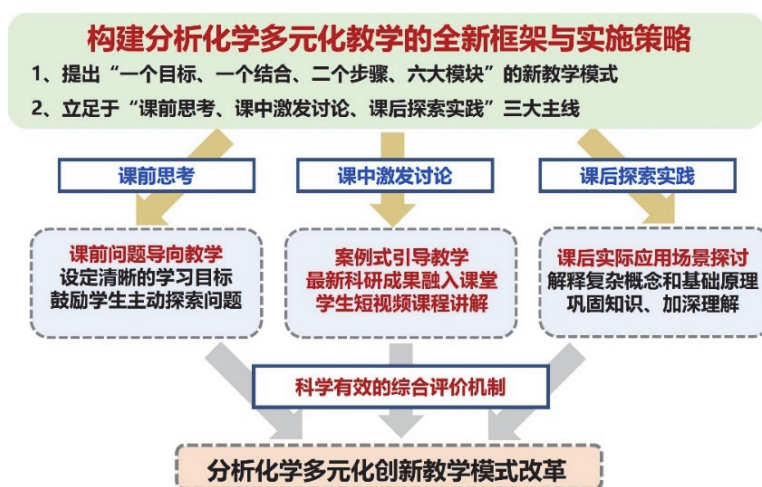 构建分析化学多元化教学的全新框架与实施策略
1、提出“一个目标、一个结合、二个步骤、六大模块”的新教学模式
2、立足于“课前思考、课中激发讨论、课后探索实践”三大主线
课前思考
课中激发讨论
课后探索实践
课前问题导向教学
设定清晰的学习目标
鼓励学生主动探索问题
案例式引导教学
最新科研成果融入课堂
学生短视频课程讲解
课后实际应用场景探讨
解释复杂概念和基础原理
巩固知识、加深理解
科学有效的综合评价机制
分析化学多元化创新教学模式改革